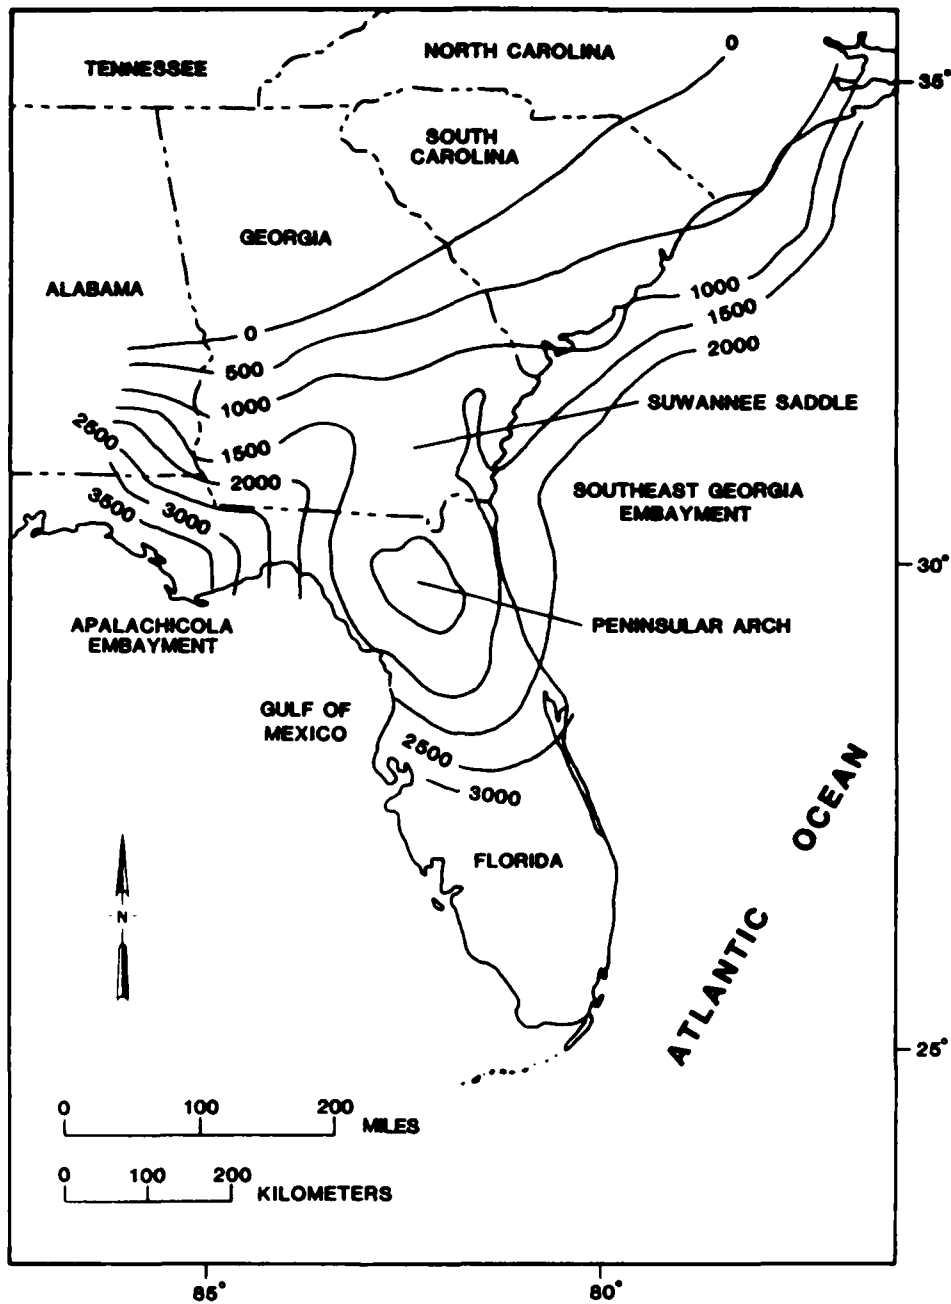 0
NORTH CAROLINA
TENNESSEE
35°
SOUTH
CAROLINA
GEORGIA
ALABAMA
1000
1500
2000
0
500
1000
SUWANNEE SADDLE
2500
1500
2000
SOUTHEAST GEORGIA
EMBAYMENT
3500
3000
30°
APALACHICOLA
EMBAYMENT
PENINSULAR ARCH
GULF OF
MEXICO
2500
3000
ATLANTIC OCEAN
FLORIDA
N
25°
0 100 200
MILES
0 100 200
KILOMETERS
85° 80°